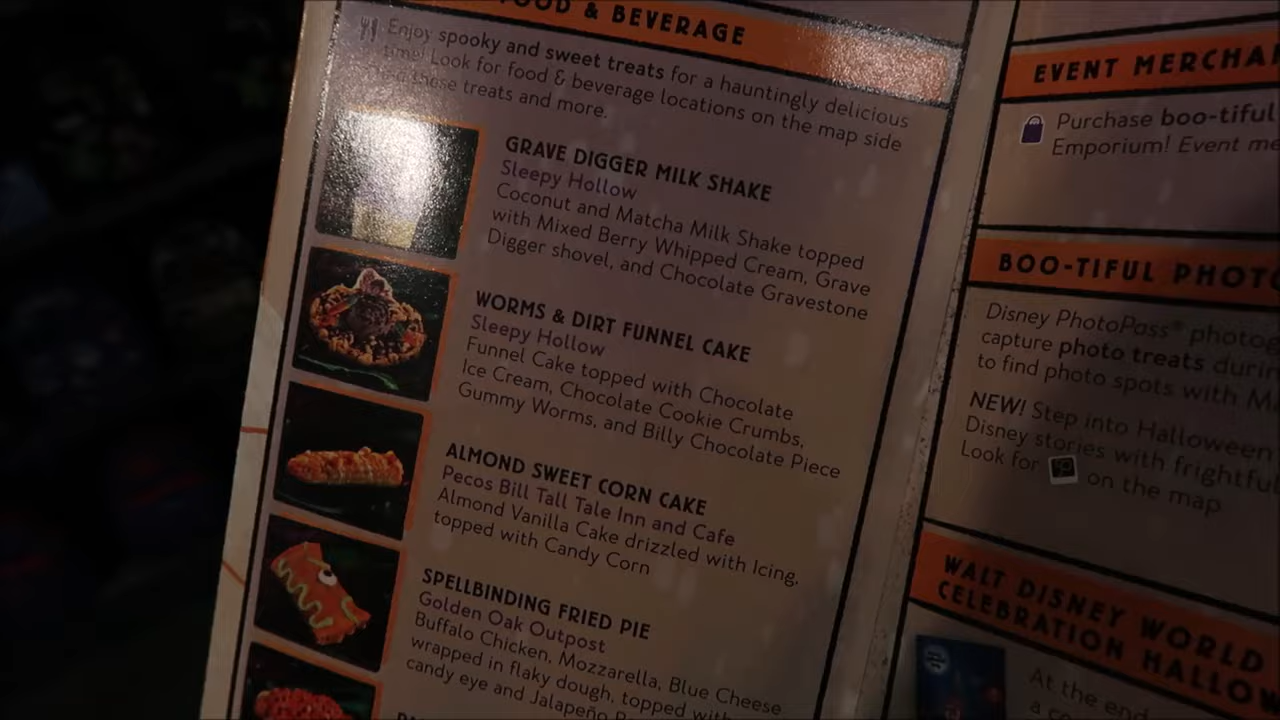 FOOD & BEVERAGE
Enjoy spooky and sweet treats for a hauntingly delicious
time! Look for food & beverage locations on the map side
these treats and more.
GRAVE DIGGER MILK SHAKE
Sleepy Hollow
Coconut and Matcha Milk Shake topped
with Mixed Berry Whipped Cream, Grave
Digger shovel, and Chocolate Gravestone
WORMS & DIRT FUNNEL CAKE
Sleepy Hollow
Funnel Cake topped with Chocolate
Ice Cream, Chocolate Cookie Crumbs,
Gummy Worms, and Billy Chocolate Piece
ALMOND SWEET CORN CAKE
Pecos Bill Tall Tale Inn and Cafe
Almond Vanilla Cake drizzled with Icing,
topped with Candy Corn
SPELLBINDING FRIED PIE
Golden Oak Outpost
Buffalo Chicken, Mozzarella, Blue Cheese
wrapped in flaky dough, topped with
candy eye and Jalapeño
EVENT MERCHA
Purchase boo-tiful
Emporium! Event me
BOO-TIFUL PHOTO
Disney PhotoPass® photog
capture photo treats durin
to find photo spots with M
NEW! Step into Halloween
Disney stories with frightfu
Look for on the map
WALT DISNEY WORLD
CELEBRATION HALLOW
At the end
a co